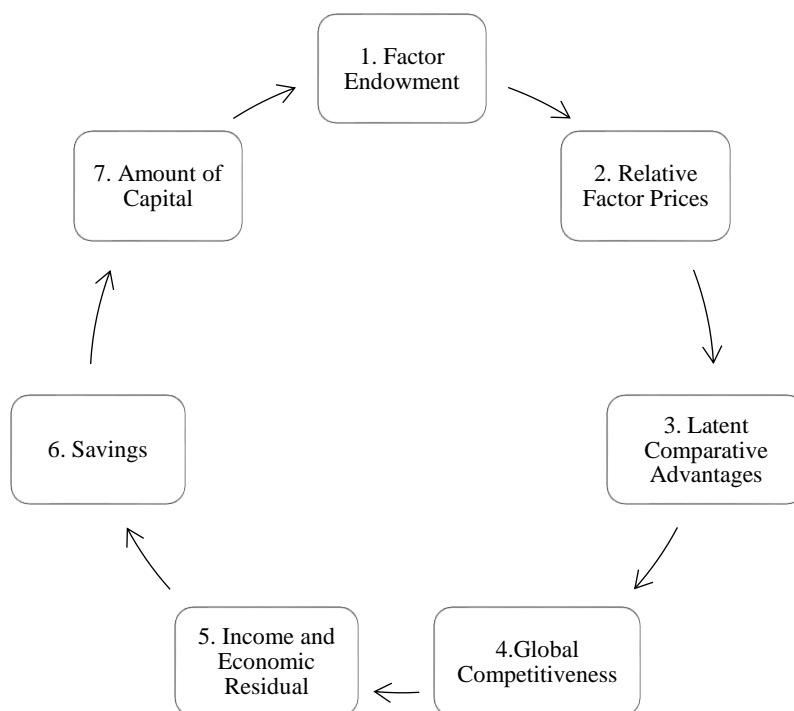 1. Factor
Endowment
2. Relative
Factor Prices
3. Latent
Comparative
Advantages
4.Global
Competitiveness
5. Income and
Economic
Residual
6. Savings
7. Amount of
Capital